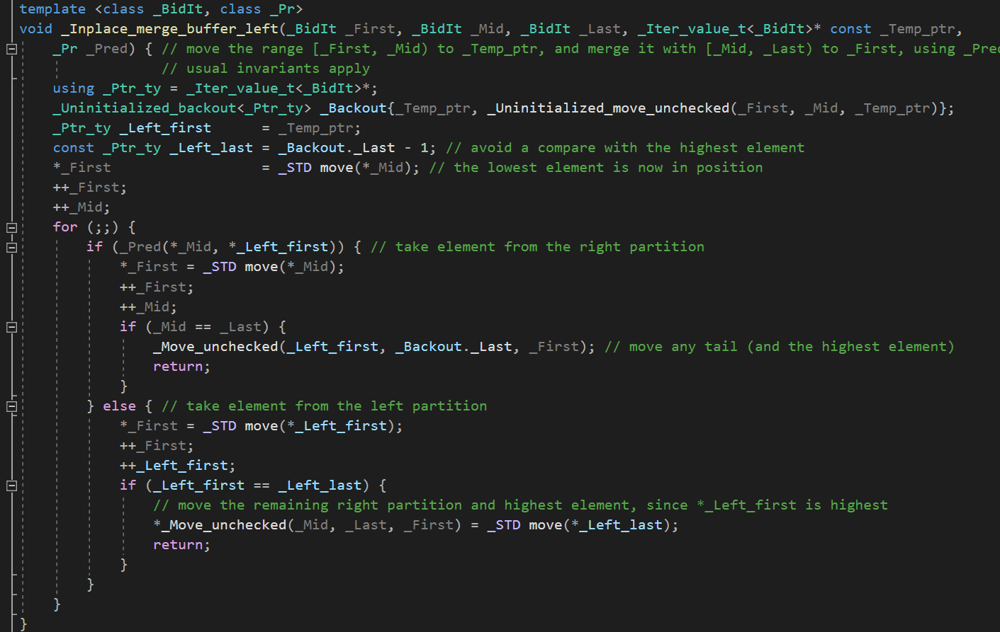 template <class _BidIt, class _Pr>
void _Inplace_merge_buffer_left(_BidIt _First, _BidIt _Mid, _BidIt _Last, _Iter_value_t<_BidIt>* const _Temp_ptr,
    _Pr _Pred) { // move the range [_First, _Mid) to _Temp_ptr, and merge it with [_Mid, _Last) to _First, using
                 // usual invariants apply
    using _Ptr_ty = _Iter_value_t<_BidIt>*;
    _Uninitialized_backout<_Ptr_ty> _Backout{_Temp_ptr, _Uninitialized_move_unchecked(_First, _Mid, _Temp_ptr)};
    _Ptr_ty _Left_first      = _Temp_ptr;
    const _Ptr_ty _Left_last = _Backout._Last - 1; // avoid a compare with the highest element
    *_First                  = _STD move(*_Mid); // the lowest element is now in position
    ++_First;
    ++_Mid;
    for (;;) {
        if (_Pred(*_Mid, *_Left_first)) { // take element from the right partition
            *_First = _STD move(*_Mid);
            ++_First;
            ++_Mid;
            if (_Mid == _Last) {
                _Move_unchecked(_Left_first, _Backout._Last, _First); // move any tail (and the highest element)
                return;
            }
        } else { // take element from the left partition
            *_First = _STD move(*_Left_first);
            ++_First;
            ++_Left_first;
            if (_Left_first == _Left_last) {
                // move the remaining right partition and highest element, since *_Left_first is highest
                *_Move_unchecked(_Mid, _Last, _First) = _STD move(*_Left_last);
                return;
            }
        }
    }
}